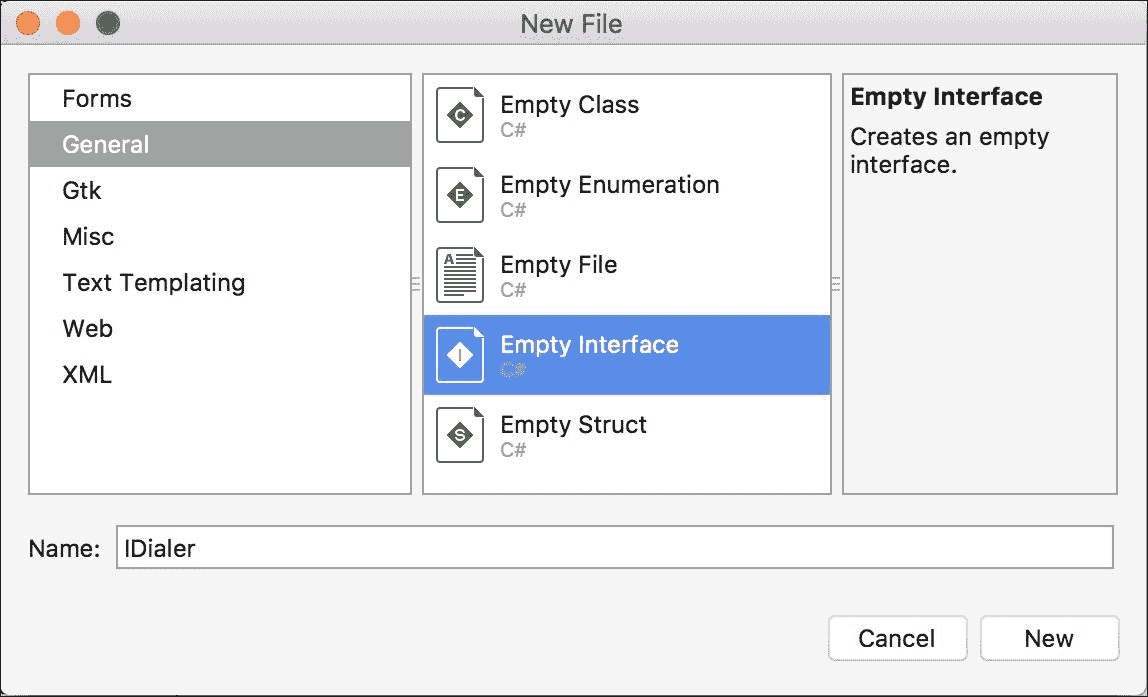 New File
Forms
General
Gtk
Misc
Text Templating
Web
XML
C
Empty Class
C#
E
Empty Enumeration
C#
A
Empty File
C#
I
Empty Interface
C#
S
Empty Struct
C#
Empty Interface
Creates an empty
interface.
Name:
IDialer
Cancel
New